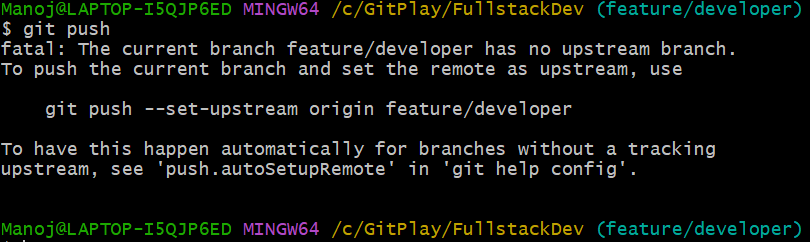 Manoj@LAPTOP-I5QJP6ED MINGW64 /c/GitPlay/FullstackDev (feature/developer)
$ git push
fatal: The current branch feature/developer has no upstream branch.
To push the current branch and set the remote as upstream, use

    git push --set-upstream origin feature/developer

To have this happen automatically for branches without a tracking
upstream, see 'push.autoSetupRemote' in 'git help config'.

Manoj@LAPTOP-I5QJP6ED MINGW64 /c/GitPlay/FullstackDev (feature/developer)